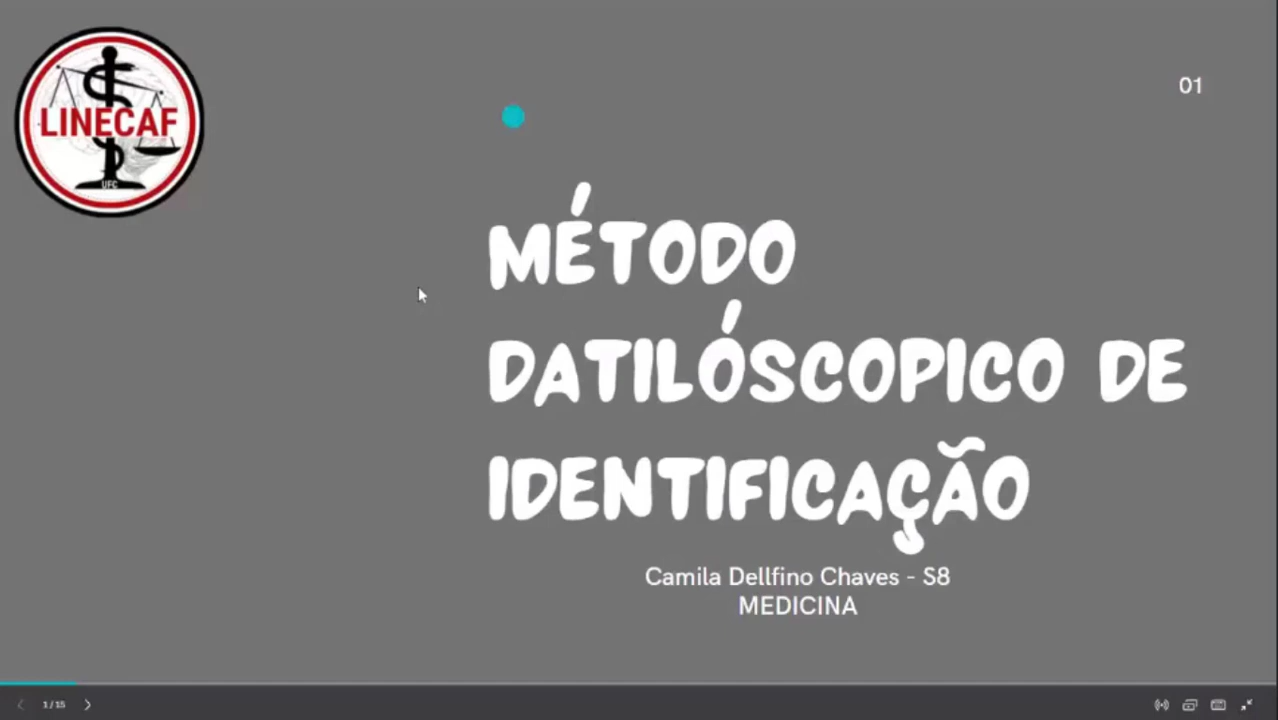 LINECAF
UFC
01
MÉTODO
DATILÓSCOPICO DE
IDENTIFICAÇÃO
Camila Dellfino Chaves - S8
MEDICINA
1 / 15